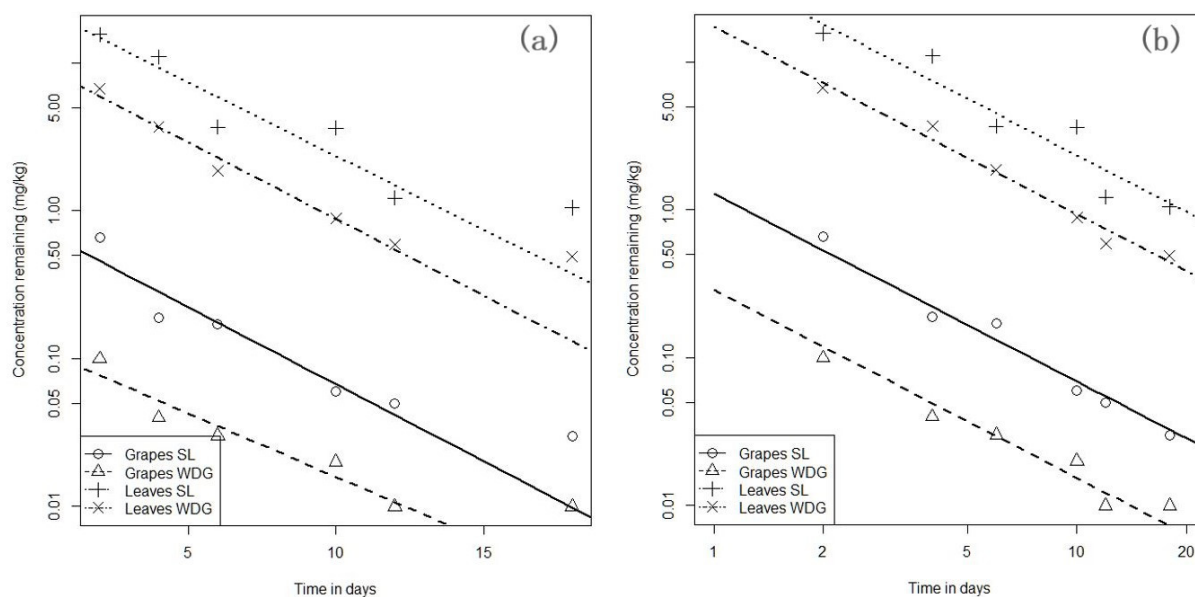 (a)
Concentration remaining (mg/kg)
5.00
1.00
0.50
0.10
0.05
0.01
Grapes SL
Grapes WDG
Leaves SL
Leaves WDG
5 10 15
Time in days
(b)
Concentration remaining (mg/kg)
5.00
1.00
0.50
0.10
0.05
0.01
Grapes SL
Grapes WDG
Leaves SL
Leaves WDG
1 2 5 10 20
Time in days